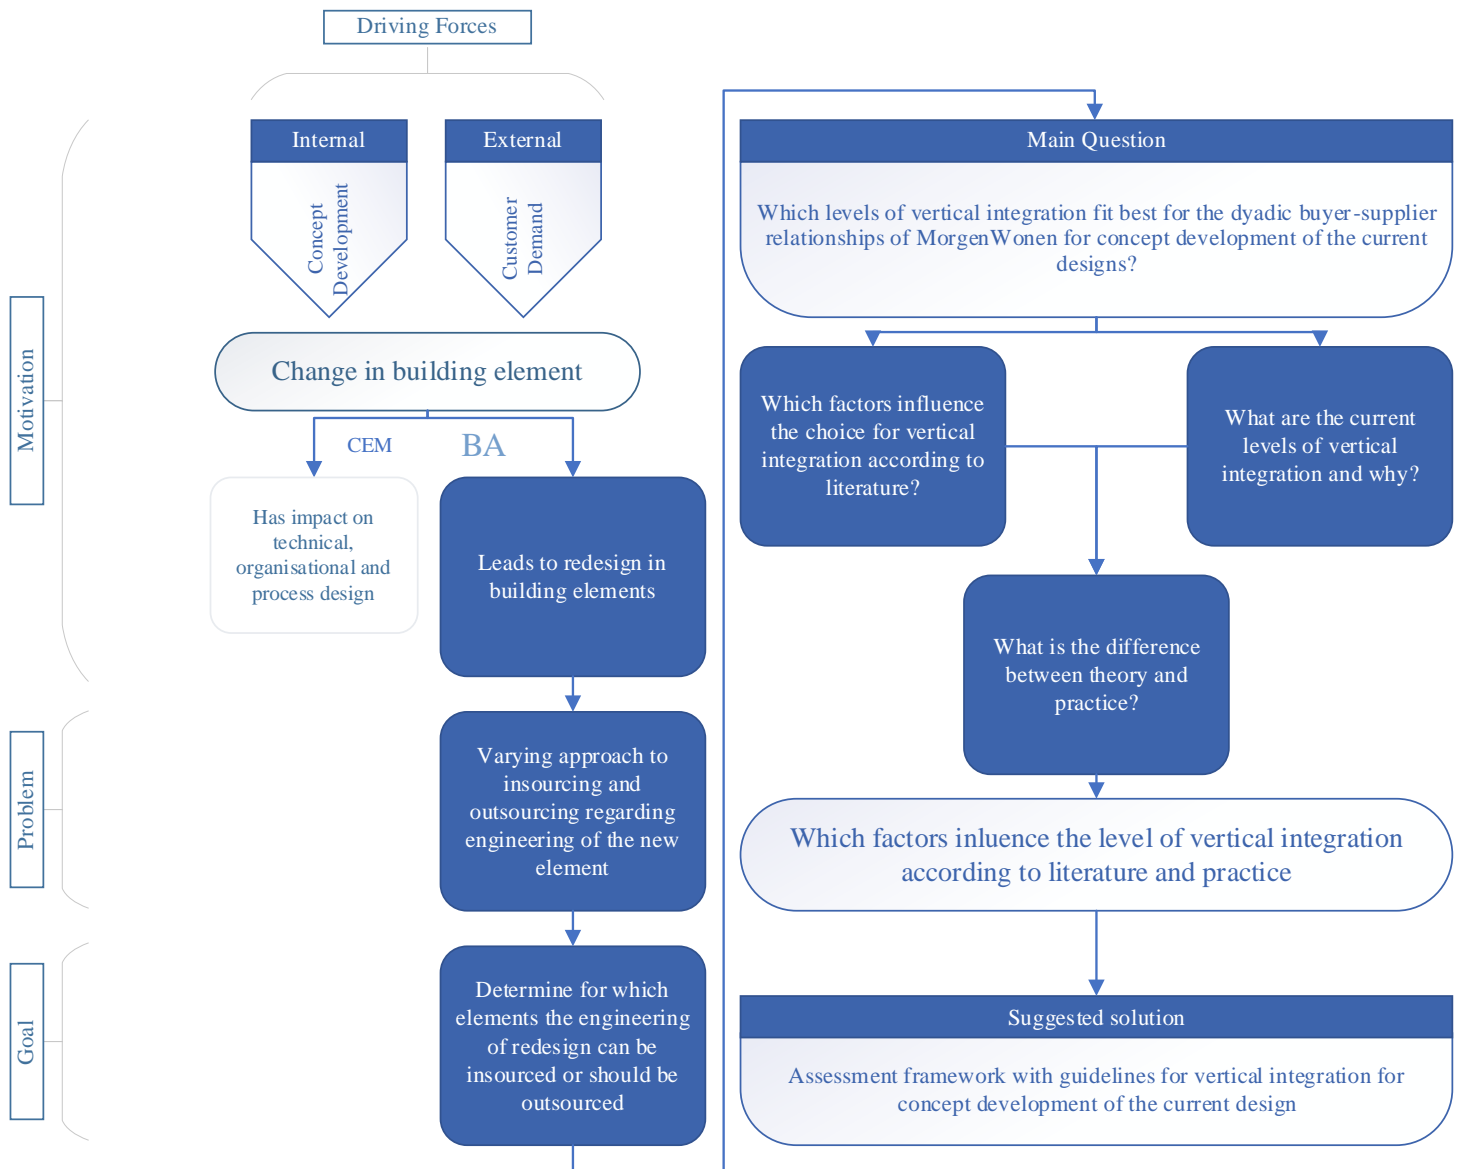 Driving Forces
Internal
External
Concept
Development
Customer
Demand
Motivation
Change in building element
CEM
BA
Has impact on
technical,
organisational and
process design
Leads to redesign in
building elements
Problem
Varying approach to
insourcing and
outsourcing regarding
engineering of the new
element
Goal
Determine for which
elements the engineering
of redesign can be
insourced or should be
outsourced
Main Question
Which levels of vertical integration fit best for the dyadic buyer-supplier
relationships of MorgenWonen for concept development of the current
designs?
Which factors influence
the choice for vertical
integration according to
literature?
What are the current
levels of vertical
integration and why?
What is the difference
between theory and
practice?
Which factors inluence the level of vertical integration
according to literature and practice
Suggested solution
Assessment framework with guidelines for vertical integration for
concept development of the current design